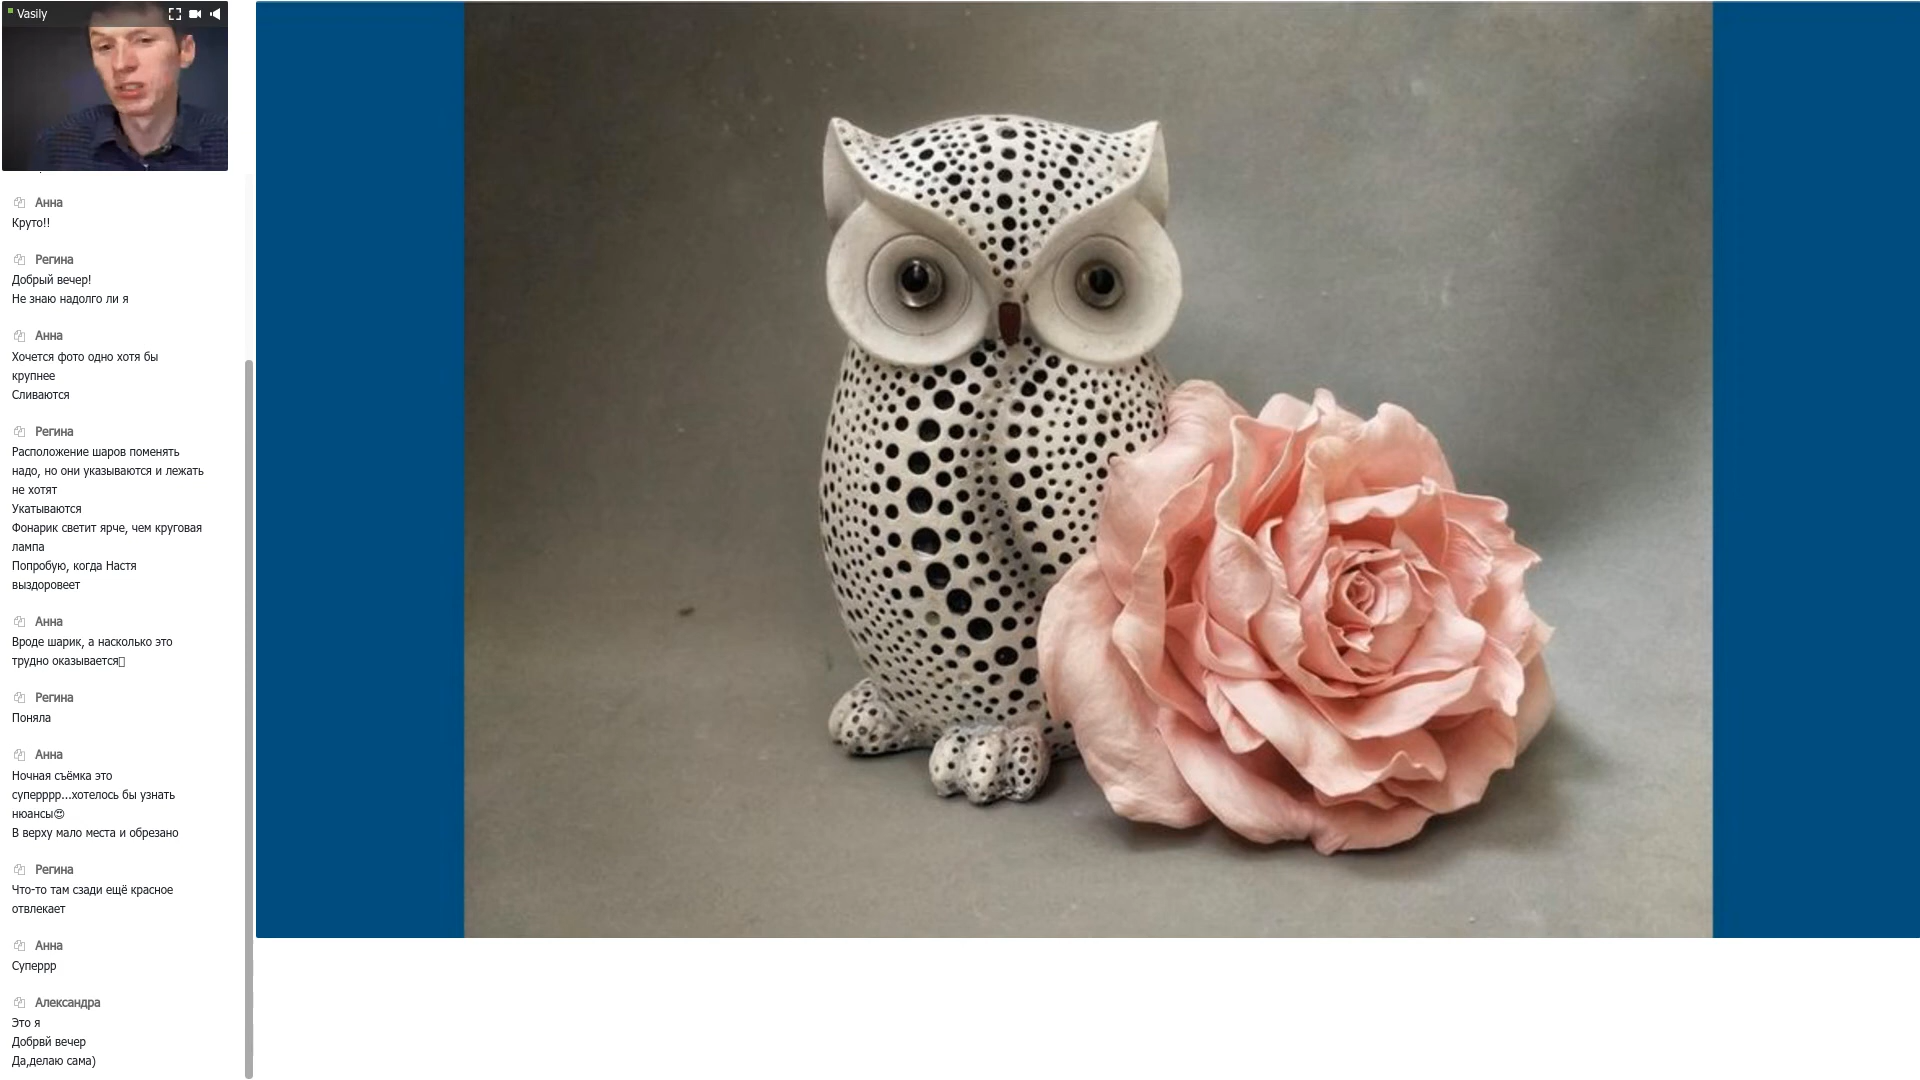 Vasily
Анна
Круто!!
Регина
Добрый вечер!
Не знаю надолго ли я
Анна
Хочется фото одно хотя бы
крупнее
Сливаются
Регина
Расположение шаров поменять
надо, но они указываются и лежать
не хотят
Укатываются
Фонарик светит ярче, чем круговая
лампа
Попробую, когда Настя
выздоровеет
Анна
Вроде шарик, а насколько это
трудно оказывается
Регина
Поняла
Анна
Ночная съёмка это
суперррр...хотелось бы узнать
нюансы😍
В верху мало места и обрезано
Регина
Что-то там сзади ещё красное
отвлекает
Анна
Суперрр
Александра
Это я
Добрвй вечер
Да,делаю сама)